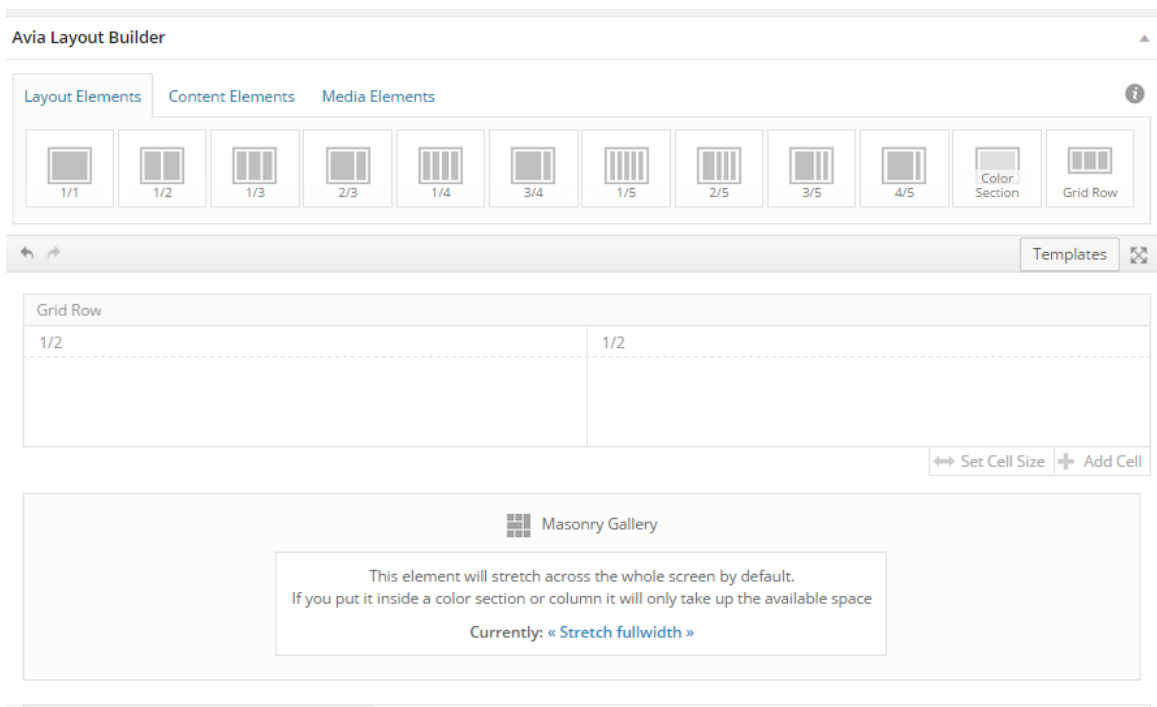 Avia Layout Builder
Layout Elements Content Elements Media Elements
1/1 1/2 1/3 2/3 1/4 3/4 1/5 2/5 3/5 4/5 Color Section Grid Row
Templates
Grid Row
1/2 1/2
Set Cell Size Add Cell
Masonry Gallery
This element will stretch across the whole screen by default.
If you put it inside a color section or column it will only take up the available space
Currently: « Stretch fullwidth »